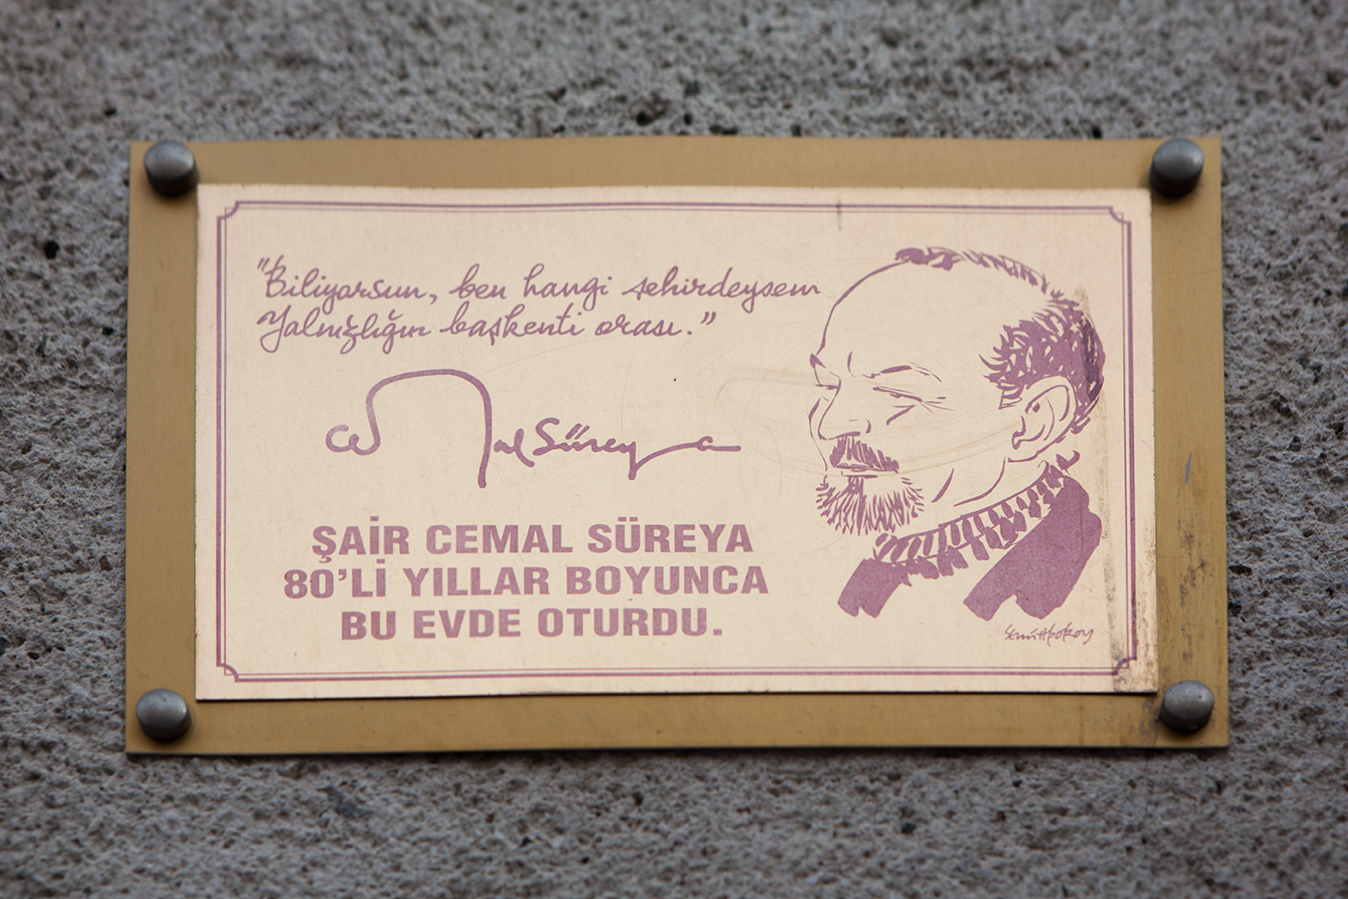 "Biliyorsun, ben hangi şehirdeysem
Yalnızlığın başkenti orası."
Cemal Süreya
ŞAİR CEMAL SÜREYA
80'Lİ YILLAR BOYUNCA
BU EVDE OTURDU.